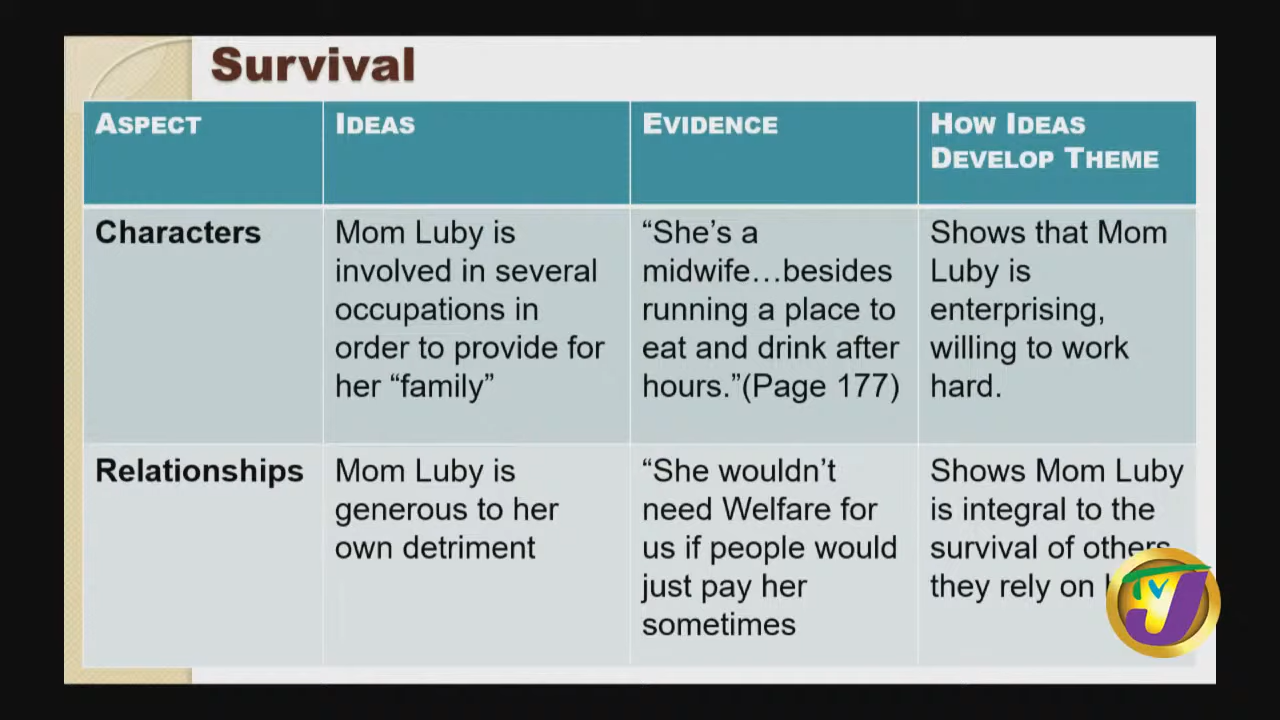 Survival
ASPECT
IDEAS
EVIDENCE
HOW IDEAS
DEVELOP THEME
Characters
Mom Luby is
involved in several
occupations in
order to provide for
her “family”
“She’s a
midwife…besides
running a place to
eat and drink after
hours.”(Page 177)
Shows that Mom
Luby is
enterprising,
willing to work
hard.
Relationships
Mom Luby is
generous to her
own detriment
“She wouldn’t
need Welfare for
us if people would
just pay her
sometimes
Shows Mom Luby
is integral to the
survival of others
they rely on
TVJ